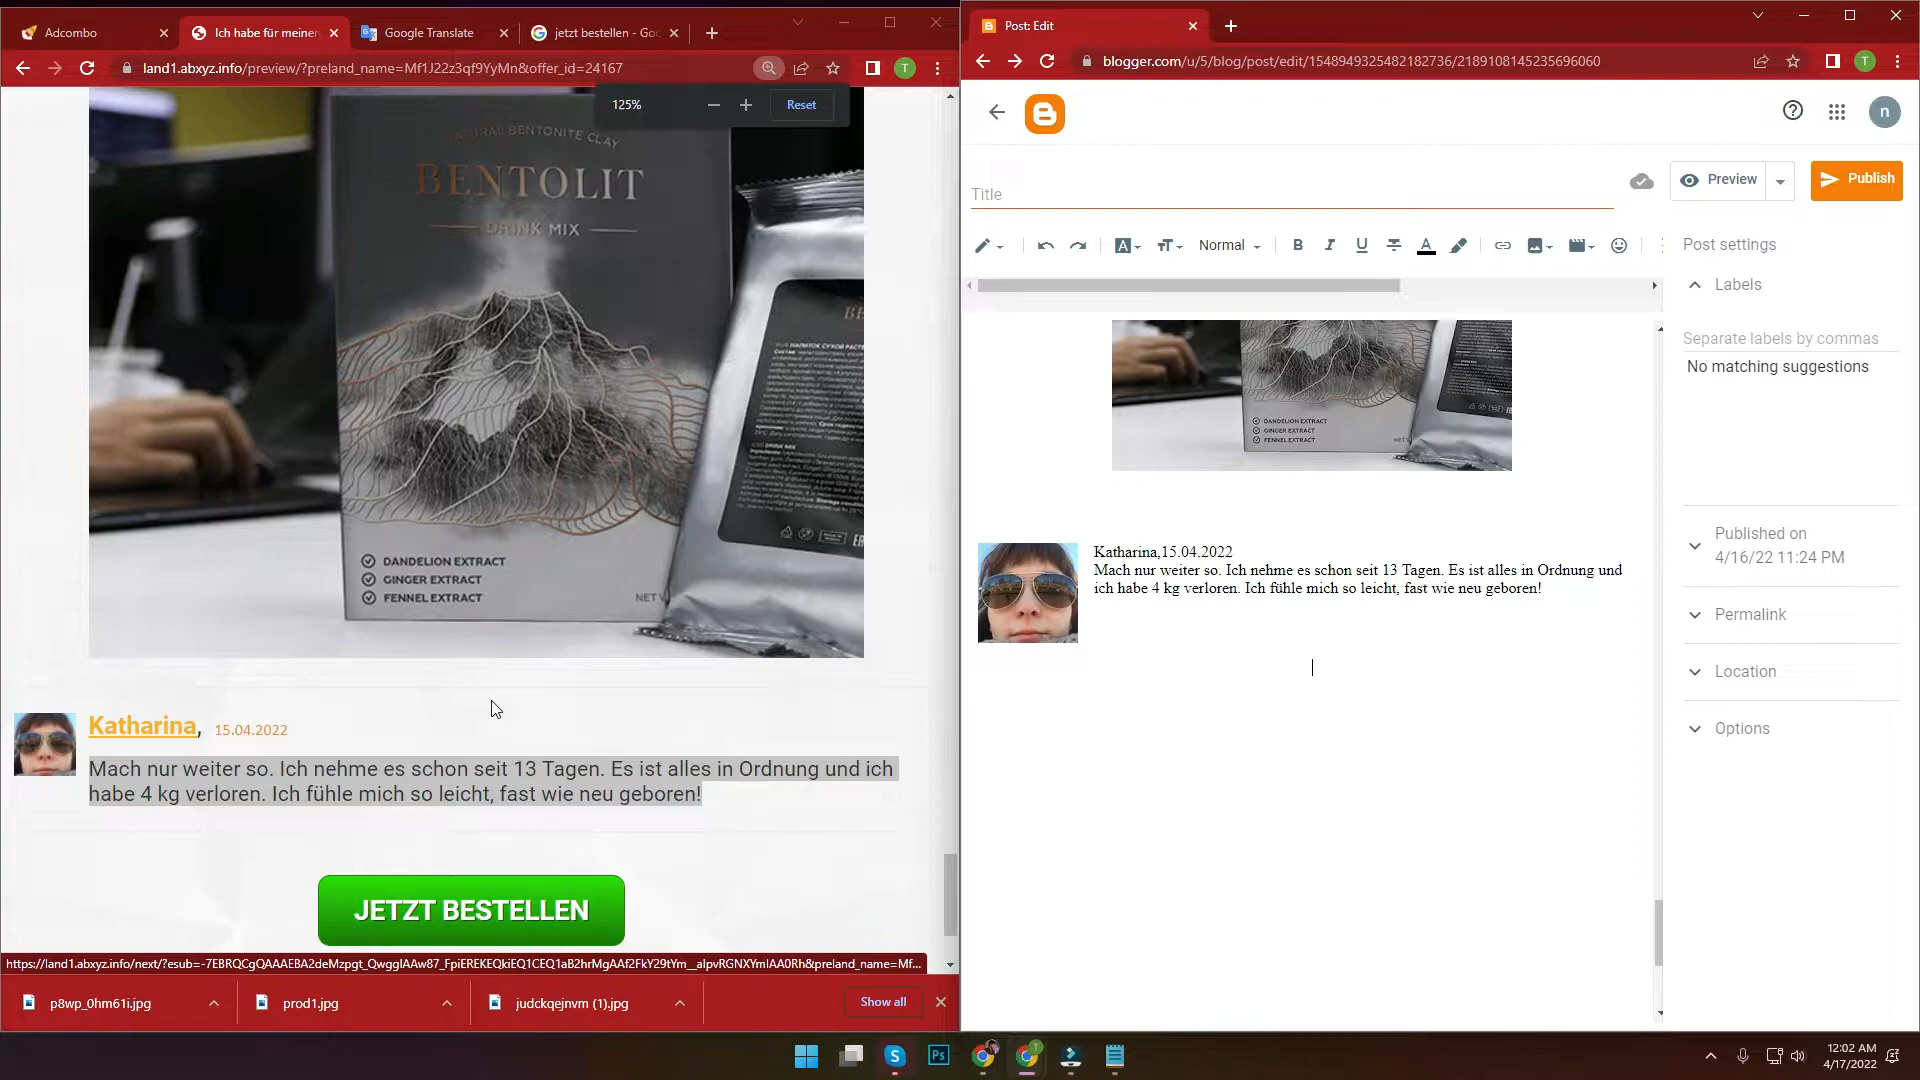 Adcombo
Ich habe für meinen
Google Translate
jetzt bestellen - Goo
land1.abxyz.info/preview/?preland_name=Mf1J22z3qf9YyMn&offer_id=24167
T
125%
Reset
NATURAL BENTONITE CLAY
BENTOLIT
DRINK MIX
DANDELION EXTRACT
GINGER EXTRACT
FENNEL EXTRACT
Katharina, 15.04.2022
Mach nur weiter so. Ich nehme es schon seit 13 Tagen. Es ist alles in Ordnung und ich
habe 4 kg verloren. Ich fühle mich so leicht, fast wie neu geboren!
JETZT BESTELLEN
p8wp_0hm61i.jpg
prod1.jpg
judckqejnvm (1).jpg
Show all
Post: Edit
blogger.com/u/5/blog/post/edit/1548949325482182736/2189108145235696060
T
n
Title
Preview
Publish
Normal
Post settings
Labels
Separate labels by commas
No matching suggestions
DANDELION EXTRACT
GINGER EXTRACT
FENNEL EXTRACT
Katharina,15.04.2022
Mach nur weiter so. Ich nehme es schon seit 13 Tagen. Es ist alles in Ordnung und
ich habe 4 kg verloren. Ich fühle mich so leicht, fast wie neu geboren!
Published on
4/16/22 11:24 PM
Permalink
Location
Options
12:02 AM
4/17/2022